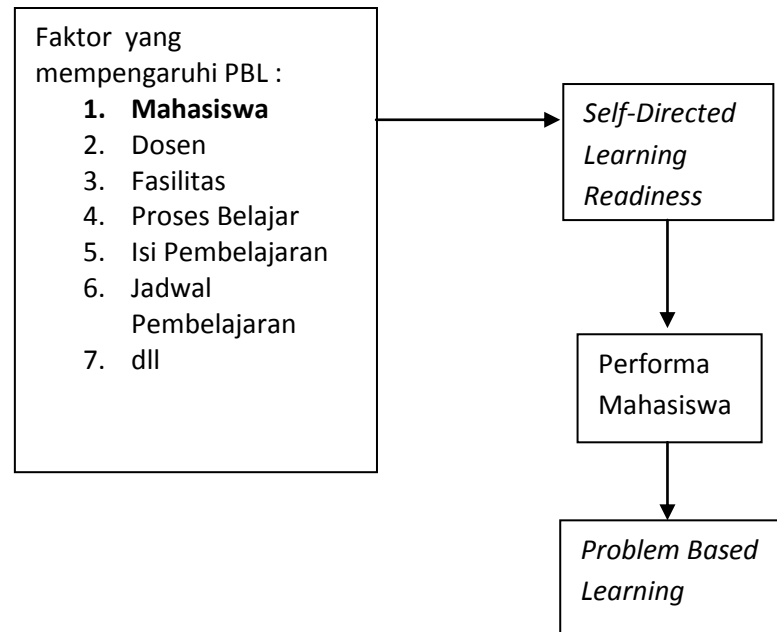 Faktor yang
mempengaruhi PBL :
1. Mahasiswa
2. Dosen
3. Fasilitas
4. Proses Belajar
5. Isi Pembelajaran
6. Jadwal
Pembelajaran
7. dll
Self-Directed
Learning
Readiness
Performa
Mahasiswa
Problem Based
Learning